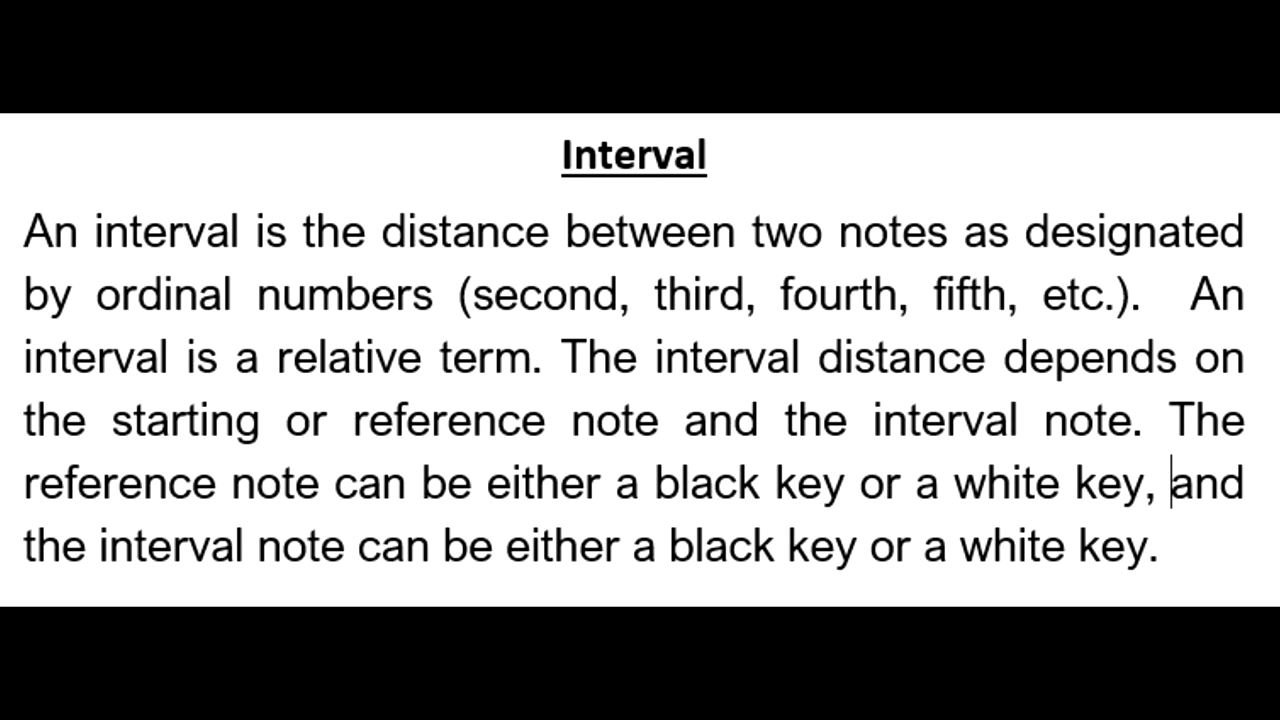 Interval
An interval is the distance between two notes as designated
by ordinal numbers (second, third, fourth, fifth, etc.).  An
interval is a relative term. The interval distance depends on
the starting or reference note and the interval note. The
reference note can be either a black key or a white key, and
the interval note can be either a black key or a white key.